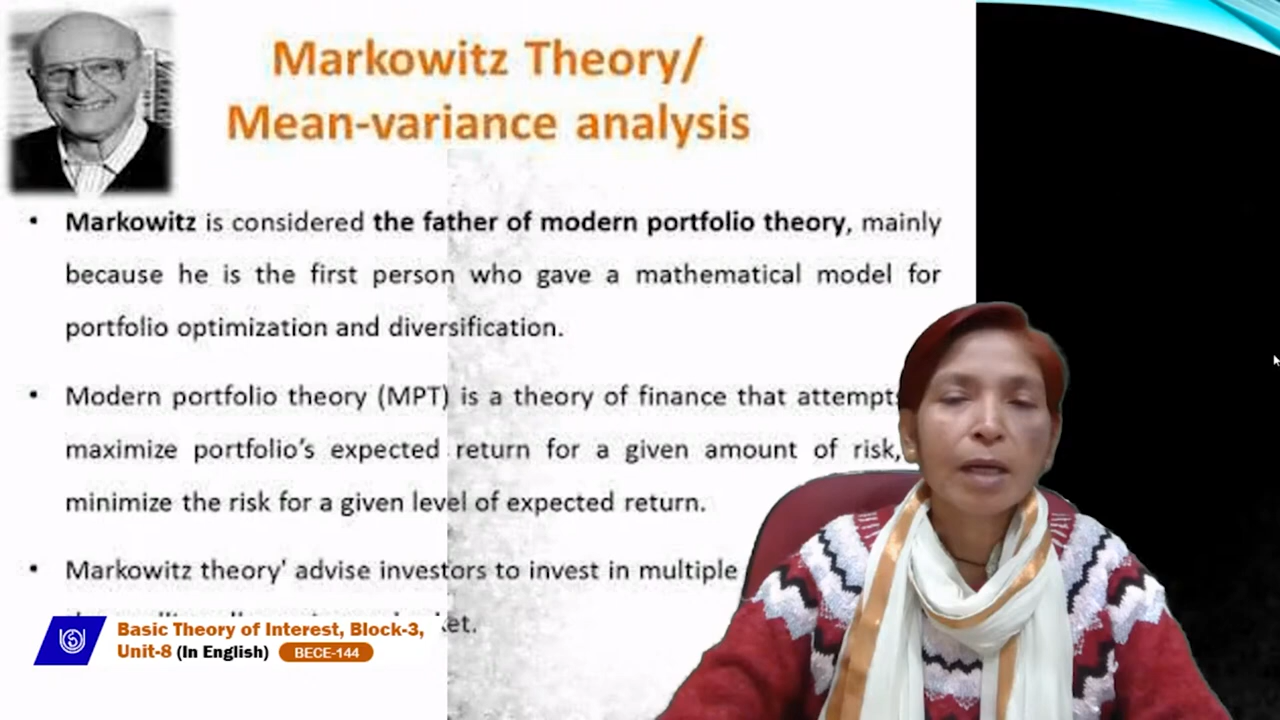 Markowitz Theory/
Mean-variance analysis
• Markowitz is considered the father of modern portfolio theory, mainly
because he is the first person who gave a mathematical model for
portfolio optimization and diversification.
• Modern portfolio theory (MPT) is a theory of finance that attempt
maximize portfolio's expected return for a given amount of risk,
minimize the risk for a given level of expected return.
• Markowitz theory' advise investors to invest in multiple
Basic Theory of Interest, Block-3,
Unit-8 (In English) BECE-144